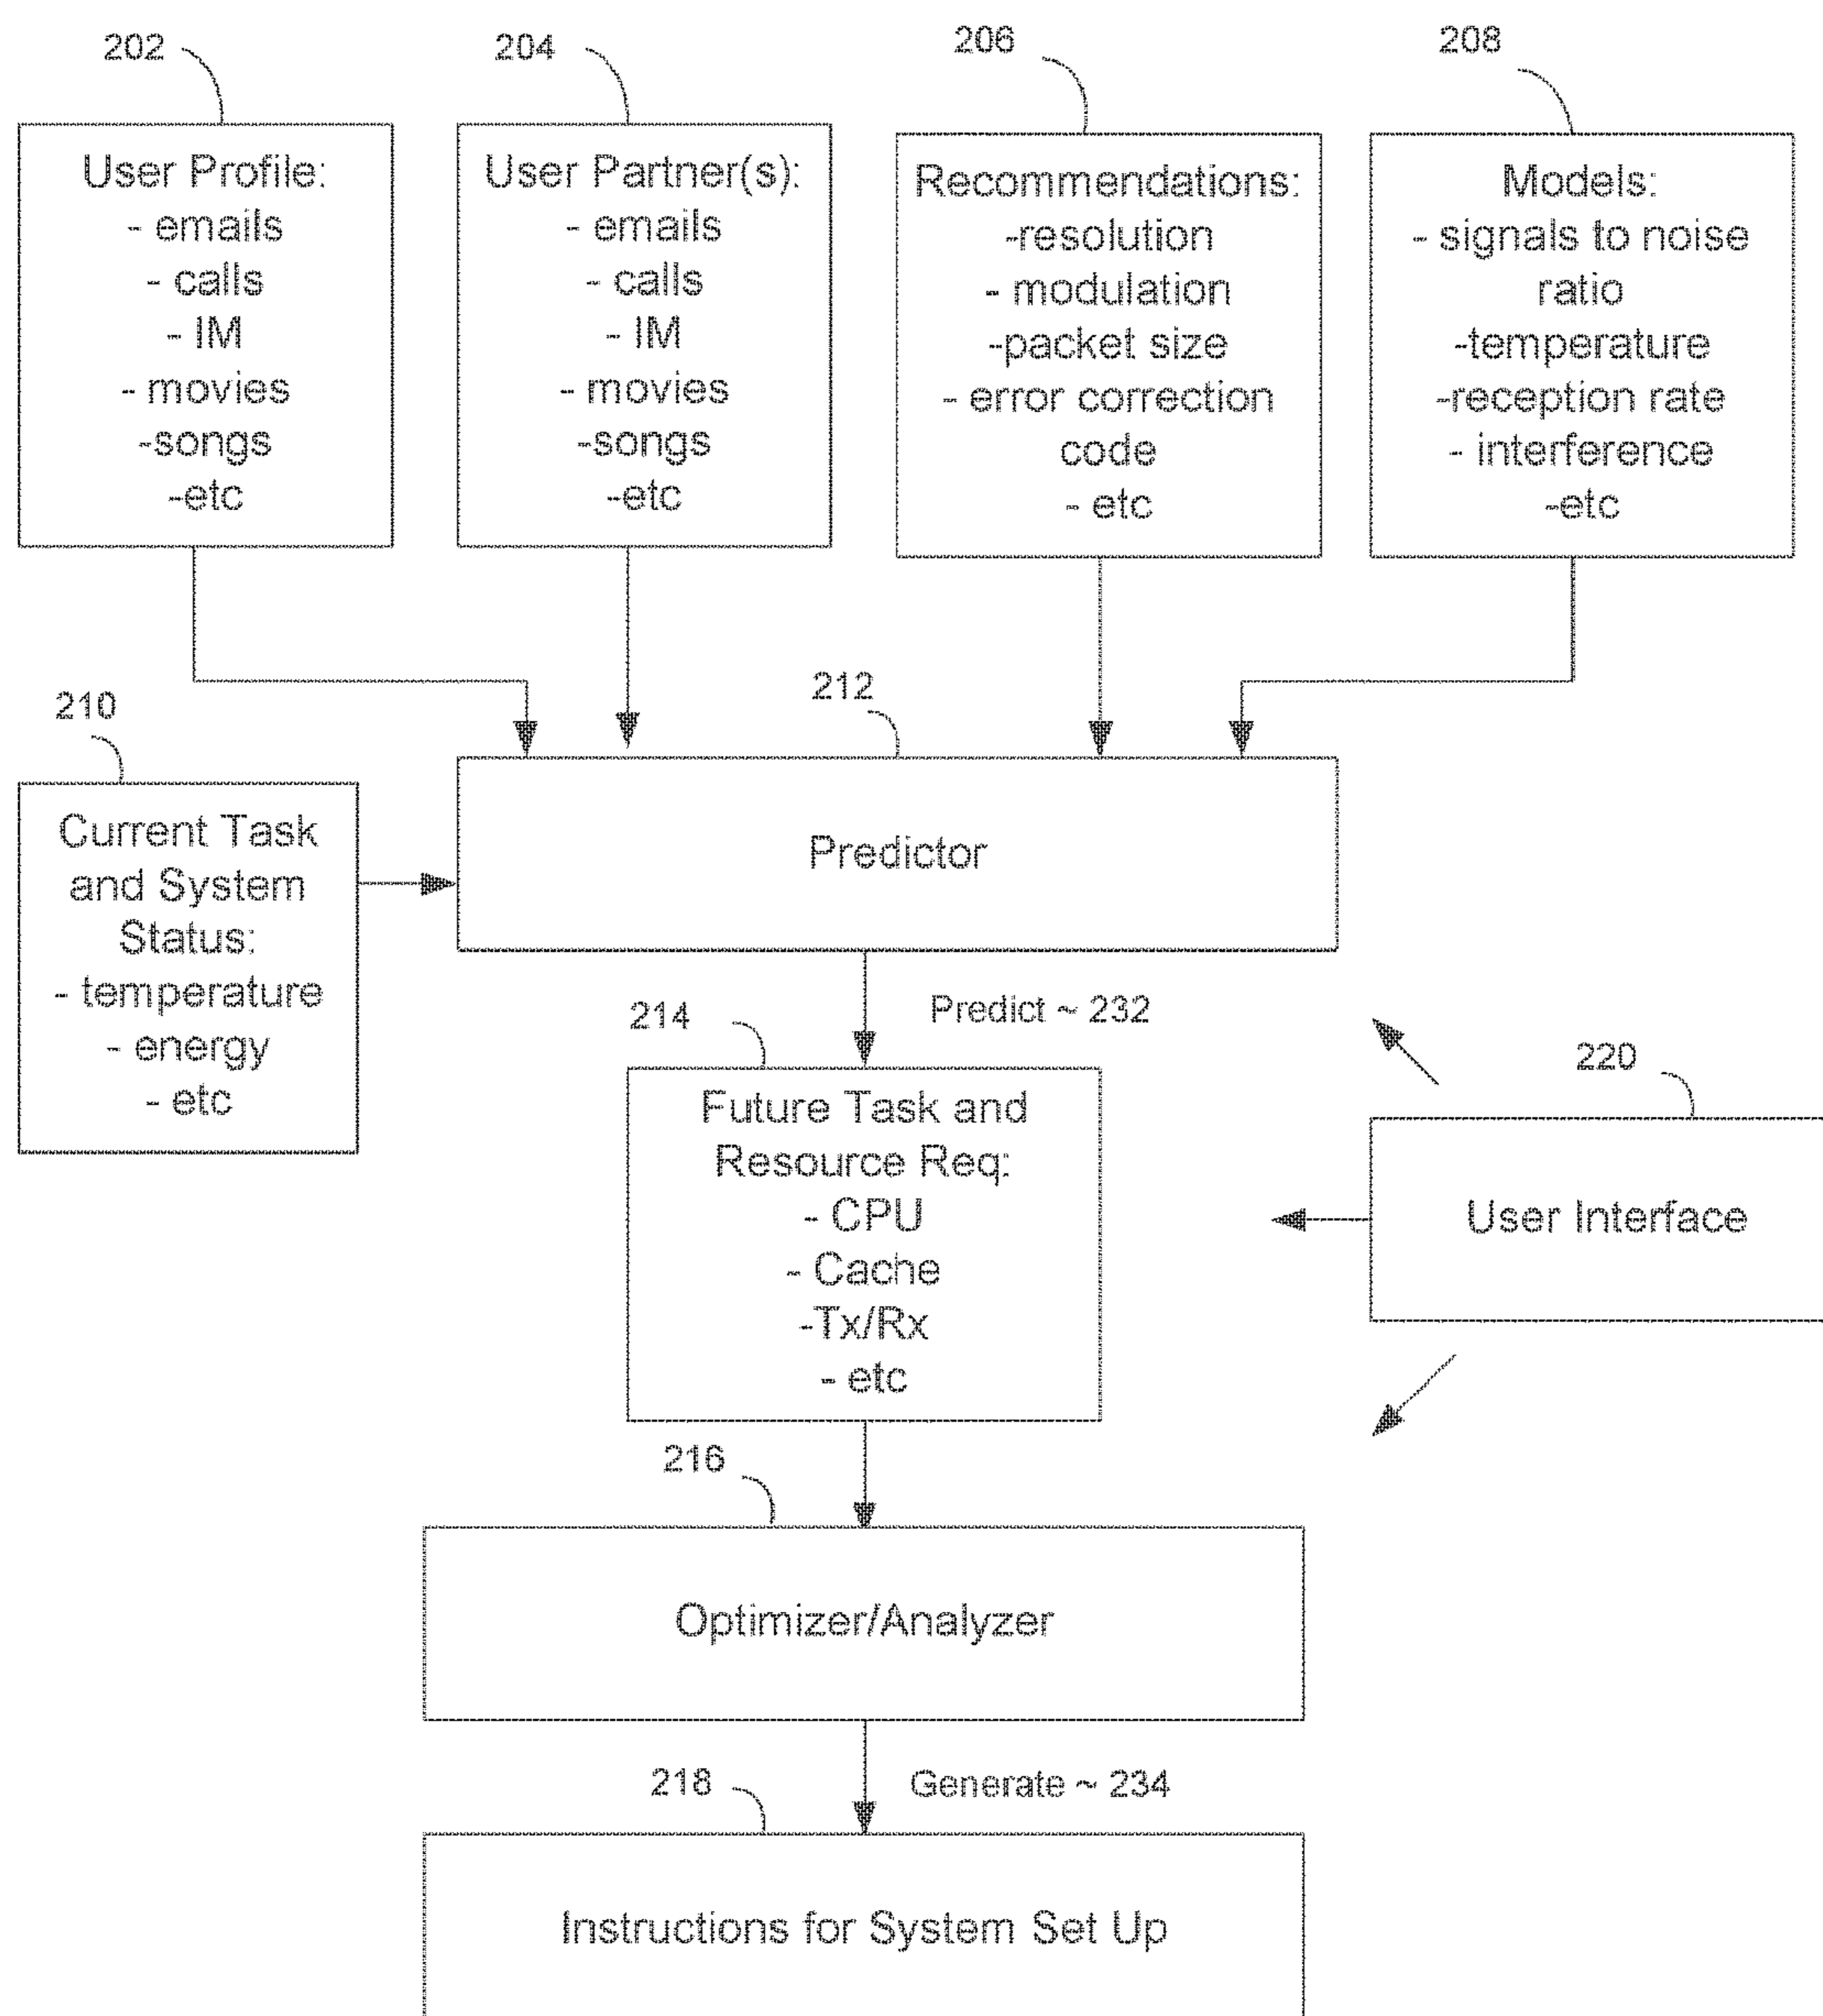 202
User Profile:
- emails
- calls
- IM
- movies
-songs
-etc
204
User Partner(s):
- emails
- calls
- IM
- movies
-songs
-etc
206
Recommendations:
-resolution
- modulation
-packet size
- error correction
code
- etc
208
Models:
- signals to noise
ratio
-temperature
-reception rate
- interference
-etc
210
Current Task
and System
Status:
- temperature
- energy
- etc
212
Predictor
Predict ~ 232
214
Future Task and
Resource Req:
- CPU
- Cache
-Tx/Rx
- etc
220
User Interface
216
Optimizer/Analyzer
Generate ~ 234
218
Instructions for System Set Up